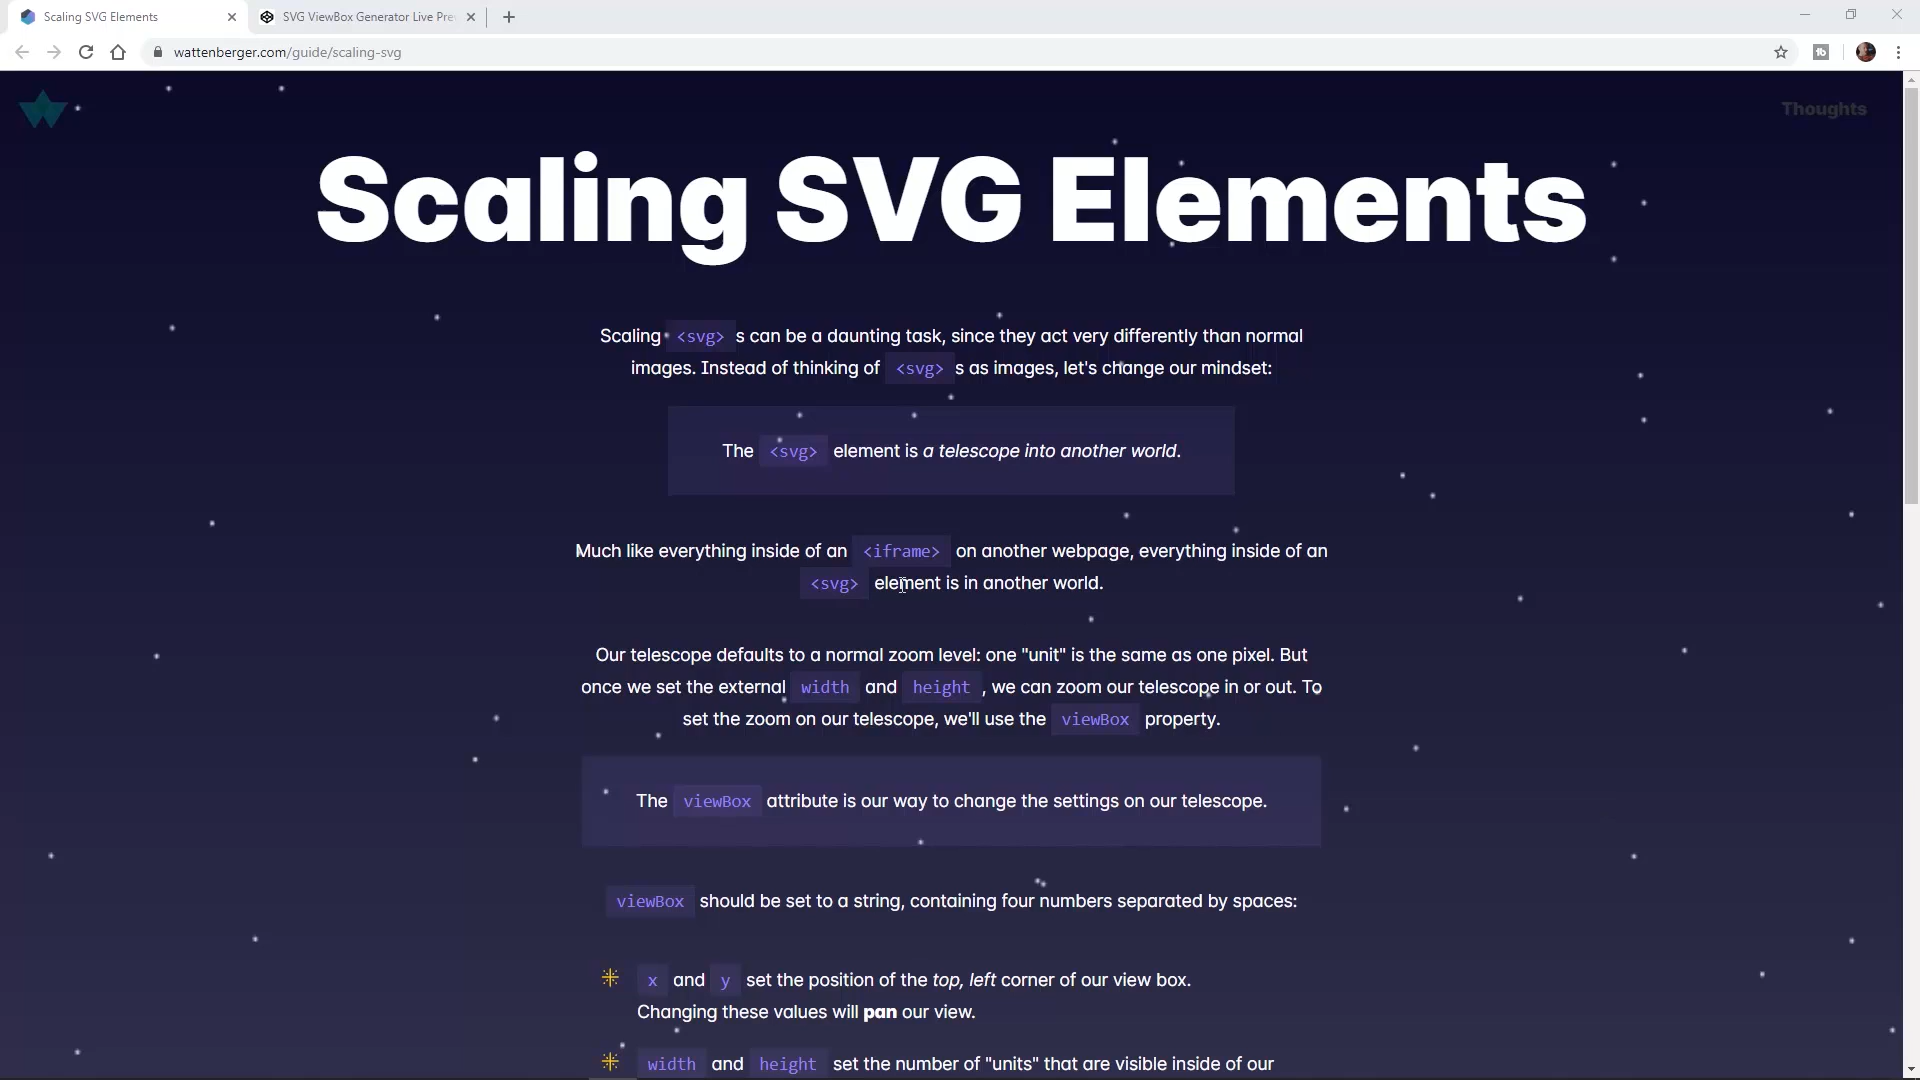 Scaling SVG Elements
SVG ViewBox Generator Live Pre
wattenberger.com/guide/scaling-svg
Thoughts
Scaling SVG Elements
Scaling <svg> s can be a daunting task, since they act very differently than normal
images. Instead of thinking of <svg> s as images, let's change our mindset:
The <svg> element is a telescope into another world.
Much like everything inside of an <iframe> on another webpage, everything inside of an
<svg> element is in another world.
Our telescope defaults to a normal zoom level: one "unit" is the same as one pixel. But
once we set the external width and height , we can zoom our telescope in or out. To
set the zoom on our telescope, we'll use the viewBox property.
The viewBox attribute is our way to change the settings on our telescope.
viewBox should be set to a string, containing four numbers separated by spaces:
x and y set the position of the top, left corner of our view box.
Changing these values will pan our view.
width and height set the number of "units" that are visible inside of our